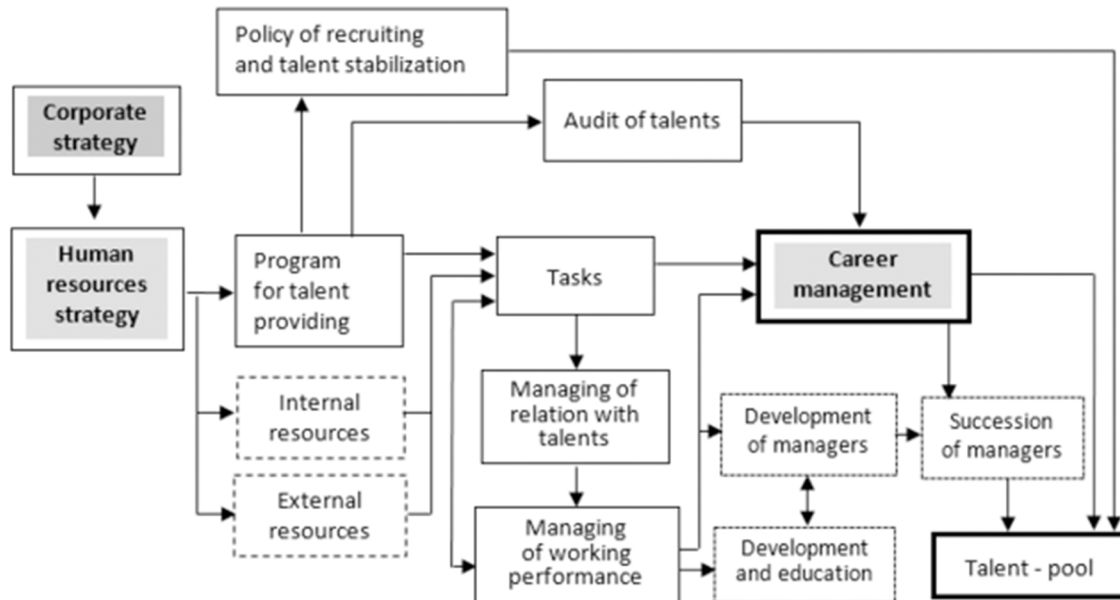 Policy of recruiting
and talent stabilization
Corporate
strategy
Audit of talents
Human
resources
strategy
Program
for talent
providing
Tasks
Career
management
Internal
resources
Managing of
relation with
talents
Development
of managers
Succession
of managers
External
resources
Managing
of working
performance
Development
and education
Talent - pool